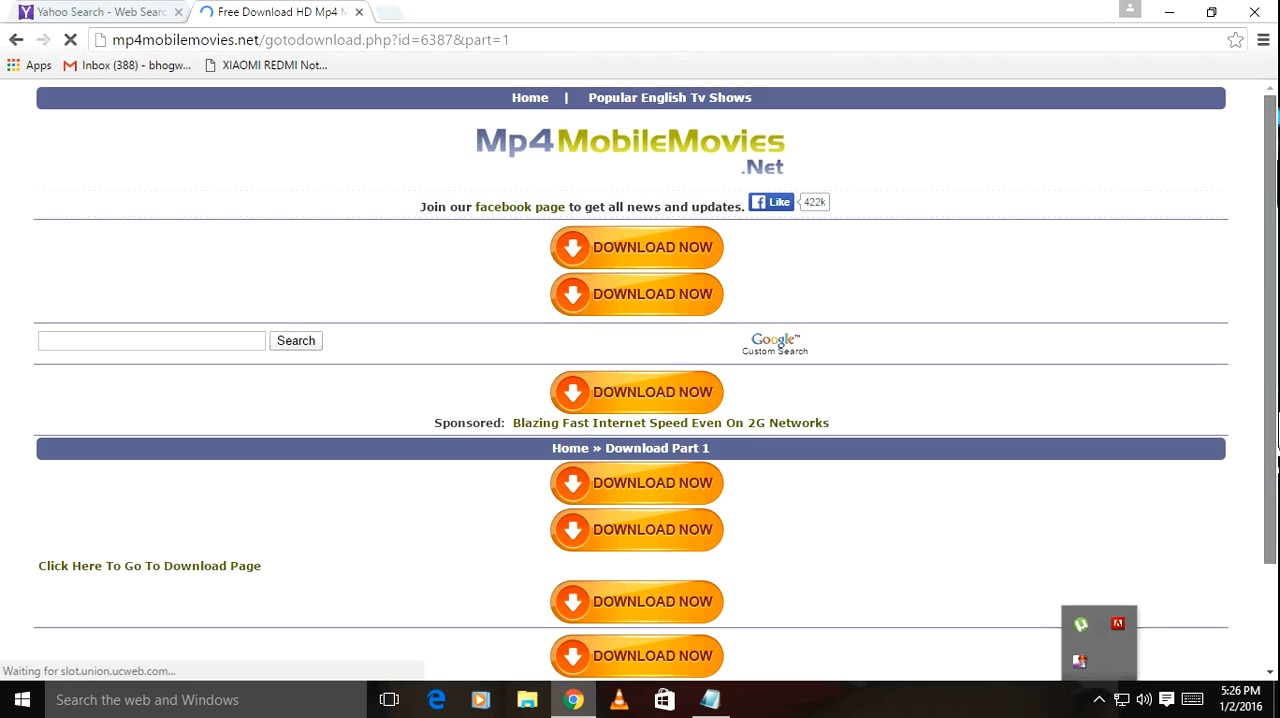 Yahoo Search - Web Searc
Free Download HD Mp4 M
mp4mobilemovies.net/gotodownload.php?id=6387&part=1
Apps Inbox (388) - bhogw... XIAOMI REDMI Not...
Home | Popular English Tv Shows
Mp4MobileMovies
.Net
Join our facebook page to get all news and updates. Like 422k
DOWNLOAD NOW
DOWNLOAD NOW
Search Google™
Custom Search
DOWNLOAD NOW
Sponsored: Blazing Fast Internet Speed Even On 2G Networks
Home » Download Part 1
DOWNLOAD NOW
DOWNLOAD NOW
Click Here To Go To Download Page
DOWNLOAD NOW
DOWNLOAD NOW
Waiting for slot.union.ucweb.com...
Search the web and Windows
5:26 PM
1/2/2016